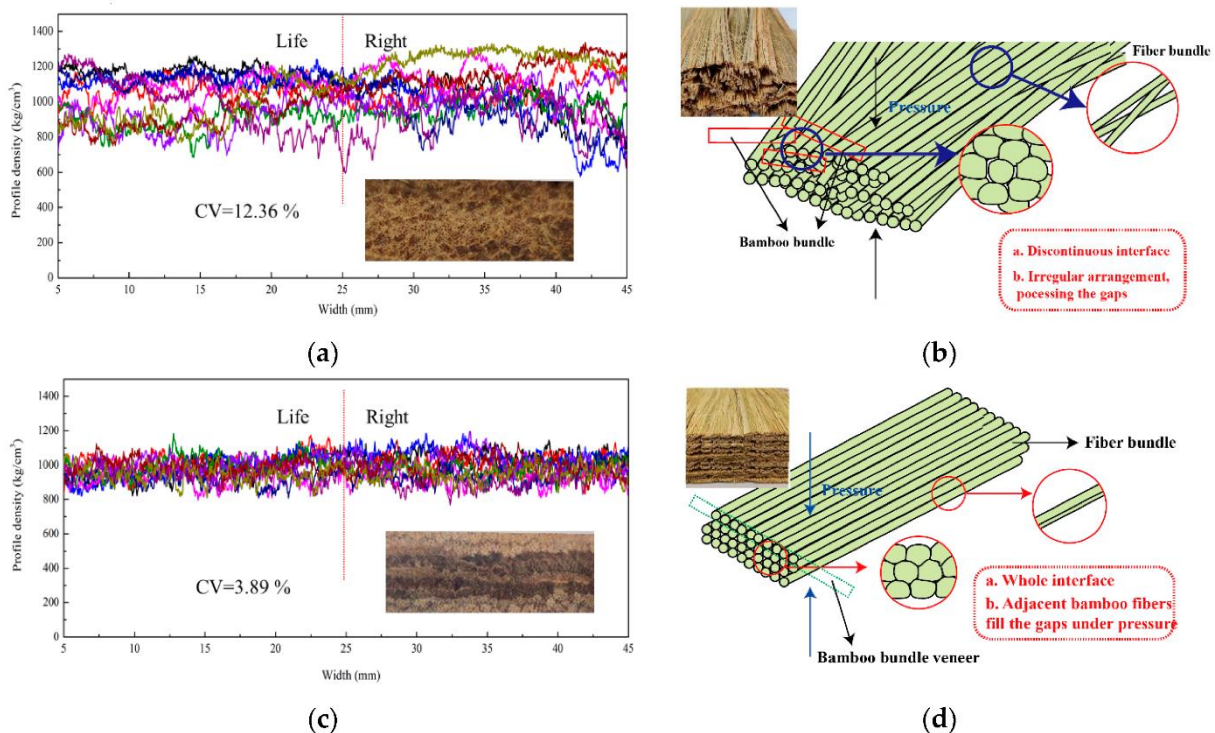 1400
1200
1000
800
600
400
200
0
Profile density (kg/cm³)
Life
Right
CV=12.36 %
5
10
15
20
25
30
35
40
45
Width (mm)
(a)
Fiber bundle
Pressure
Bamboo bundle
a. Discontinuous interface
b. Irregular arrangement,
pocessing the gaps
(b)
1400
1200
1000
800
600
400
200
0
Profile density (kg/cm³)
Life
Right
CV=3.89 %
5
10
15
20
25
30
35
40
45
Width (mm)
(c)
Fiber bundle
Pressure
a. Whole interface
b. Adjacent bamboo fibers
fill the gaps under pressure
Bamboo bundle veneer
(d)